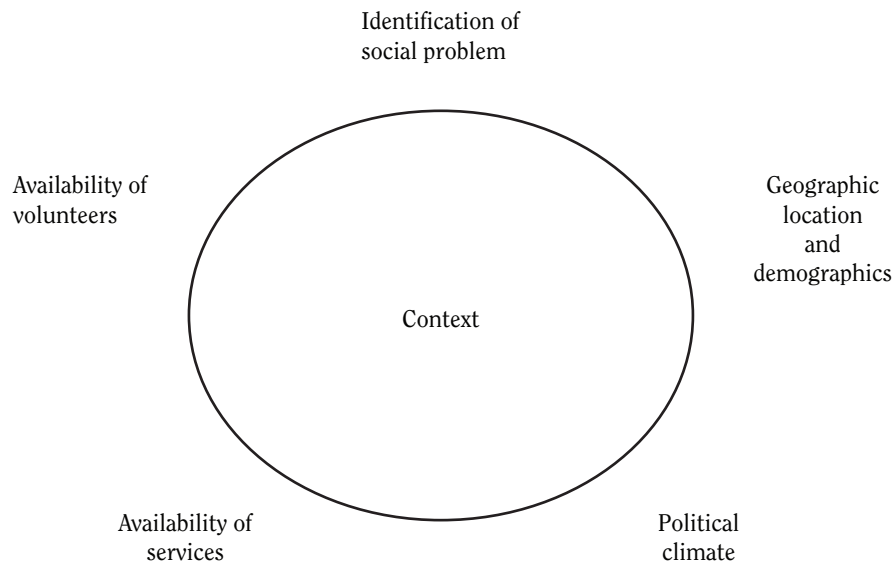 Identification of
social problem
Availability of
volunteers
Geographic
location
and
demographics
Context
Availability of
services
Political
climate